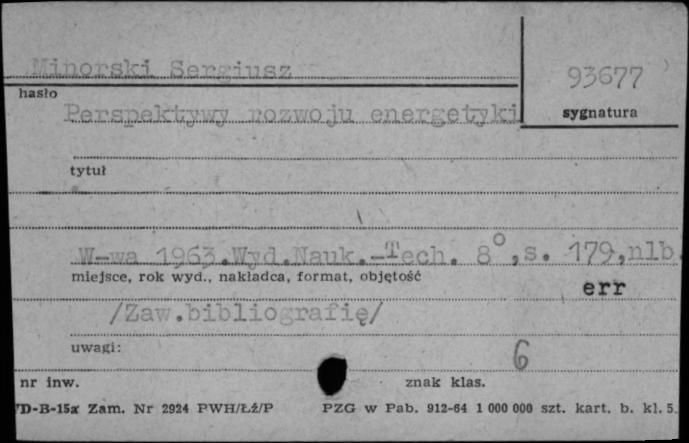 Minorski Sergiusz
93677
hasło
sygnatura
Perspektywy rozwoju energetyki
tytuł
W-wa 1963.Wyd.Nauk.-Tech. 8°,s. 179,nlb.
miejsce, rok wyd., nakładca, format, objętość
err
/Zaw.bibliografię/
uwagi:
6
nr inw.
znak klas.
D-B-15a Zam. Nr 2924 PWH/Łź/P
PZG w Pab. 912-64 1 000 000 szt. kart. b. kl. 5.